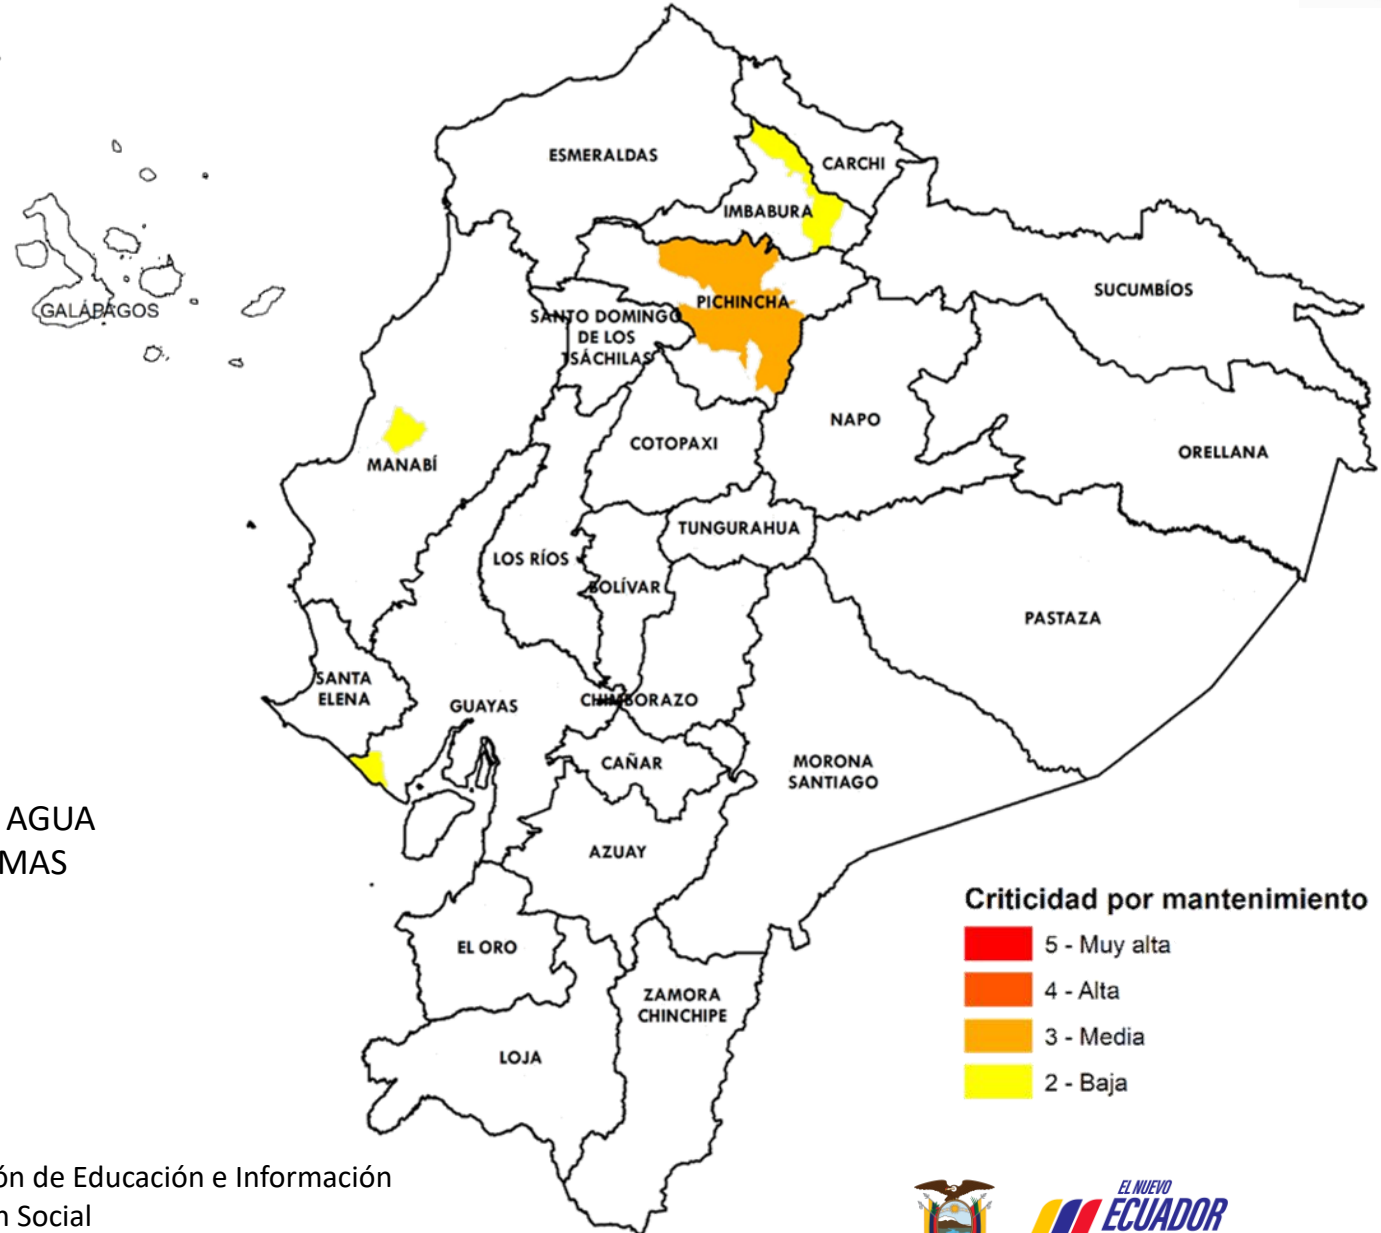 ESMERALDAS
CARCHI
IMBABURA
SUCUMBÍOS
PICHINCHA
GALÁPAGOS
SANTO DOMINGO
DE LOS
TSÁCHILAS
NAPO
COTOPAXI
ORELLANA
MANABÍ
TUNGURAHUA
LOS RÍOS
BOLÍVAR
PASTAZA
SANTA
ELENA
GUAYAS
CHIMBORAZO
CAÑAR
MORONA
SANTIAGO
AGUA
MAS
AZUAY
EL ORO
ZAMORA
CHINCHIPE
LOJA
Criticidad por mantenimiento
5 - Muy alta
4 - Alta
3 - Media
2 - Baja
ón de Educación e Información
n Social
EL NUEVO
ECUADOR